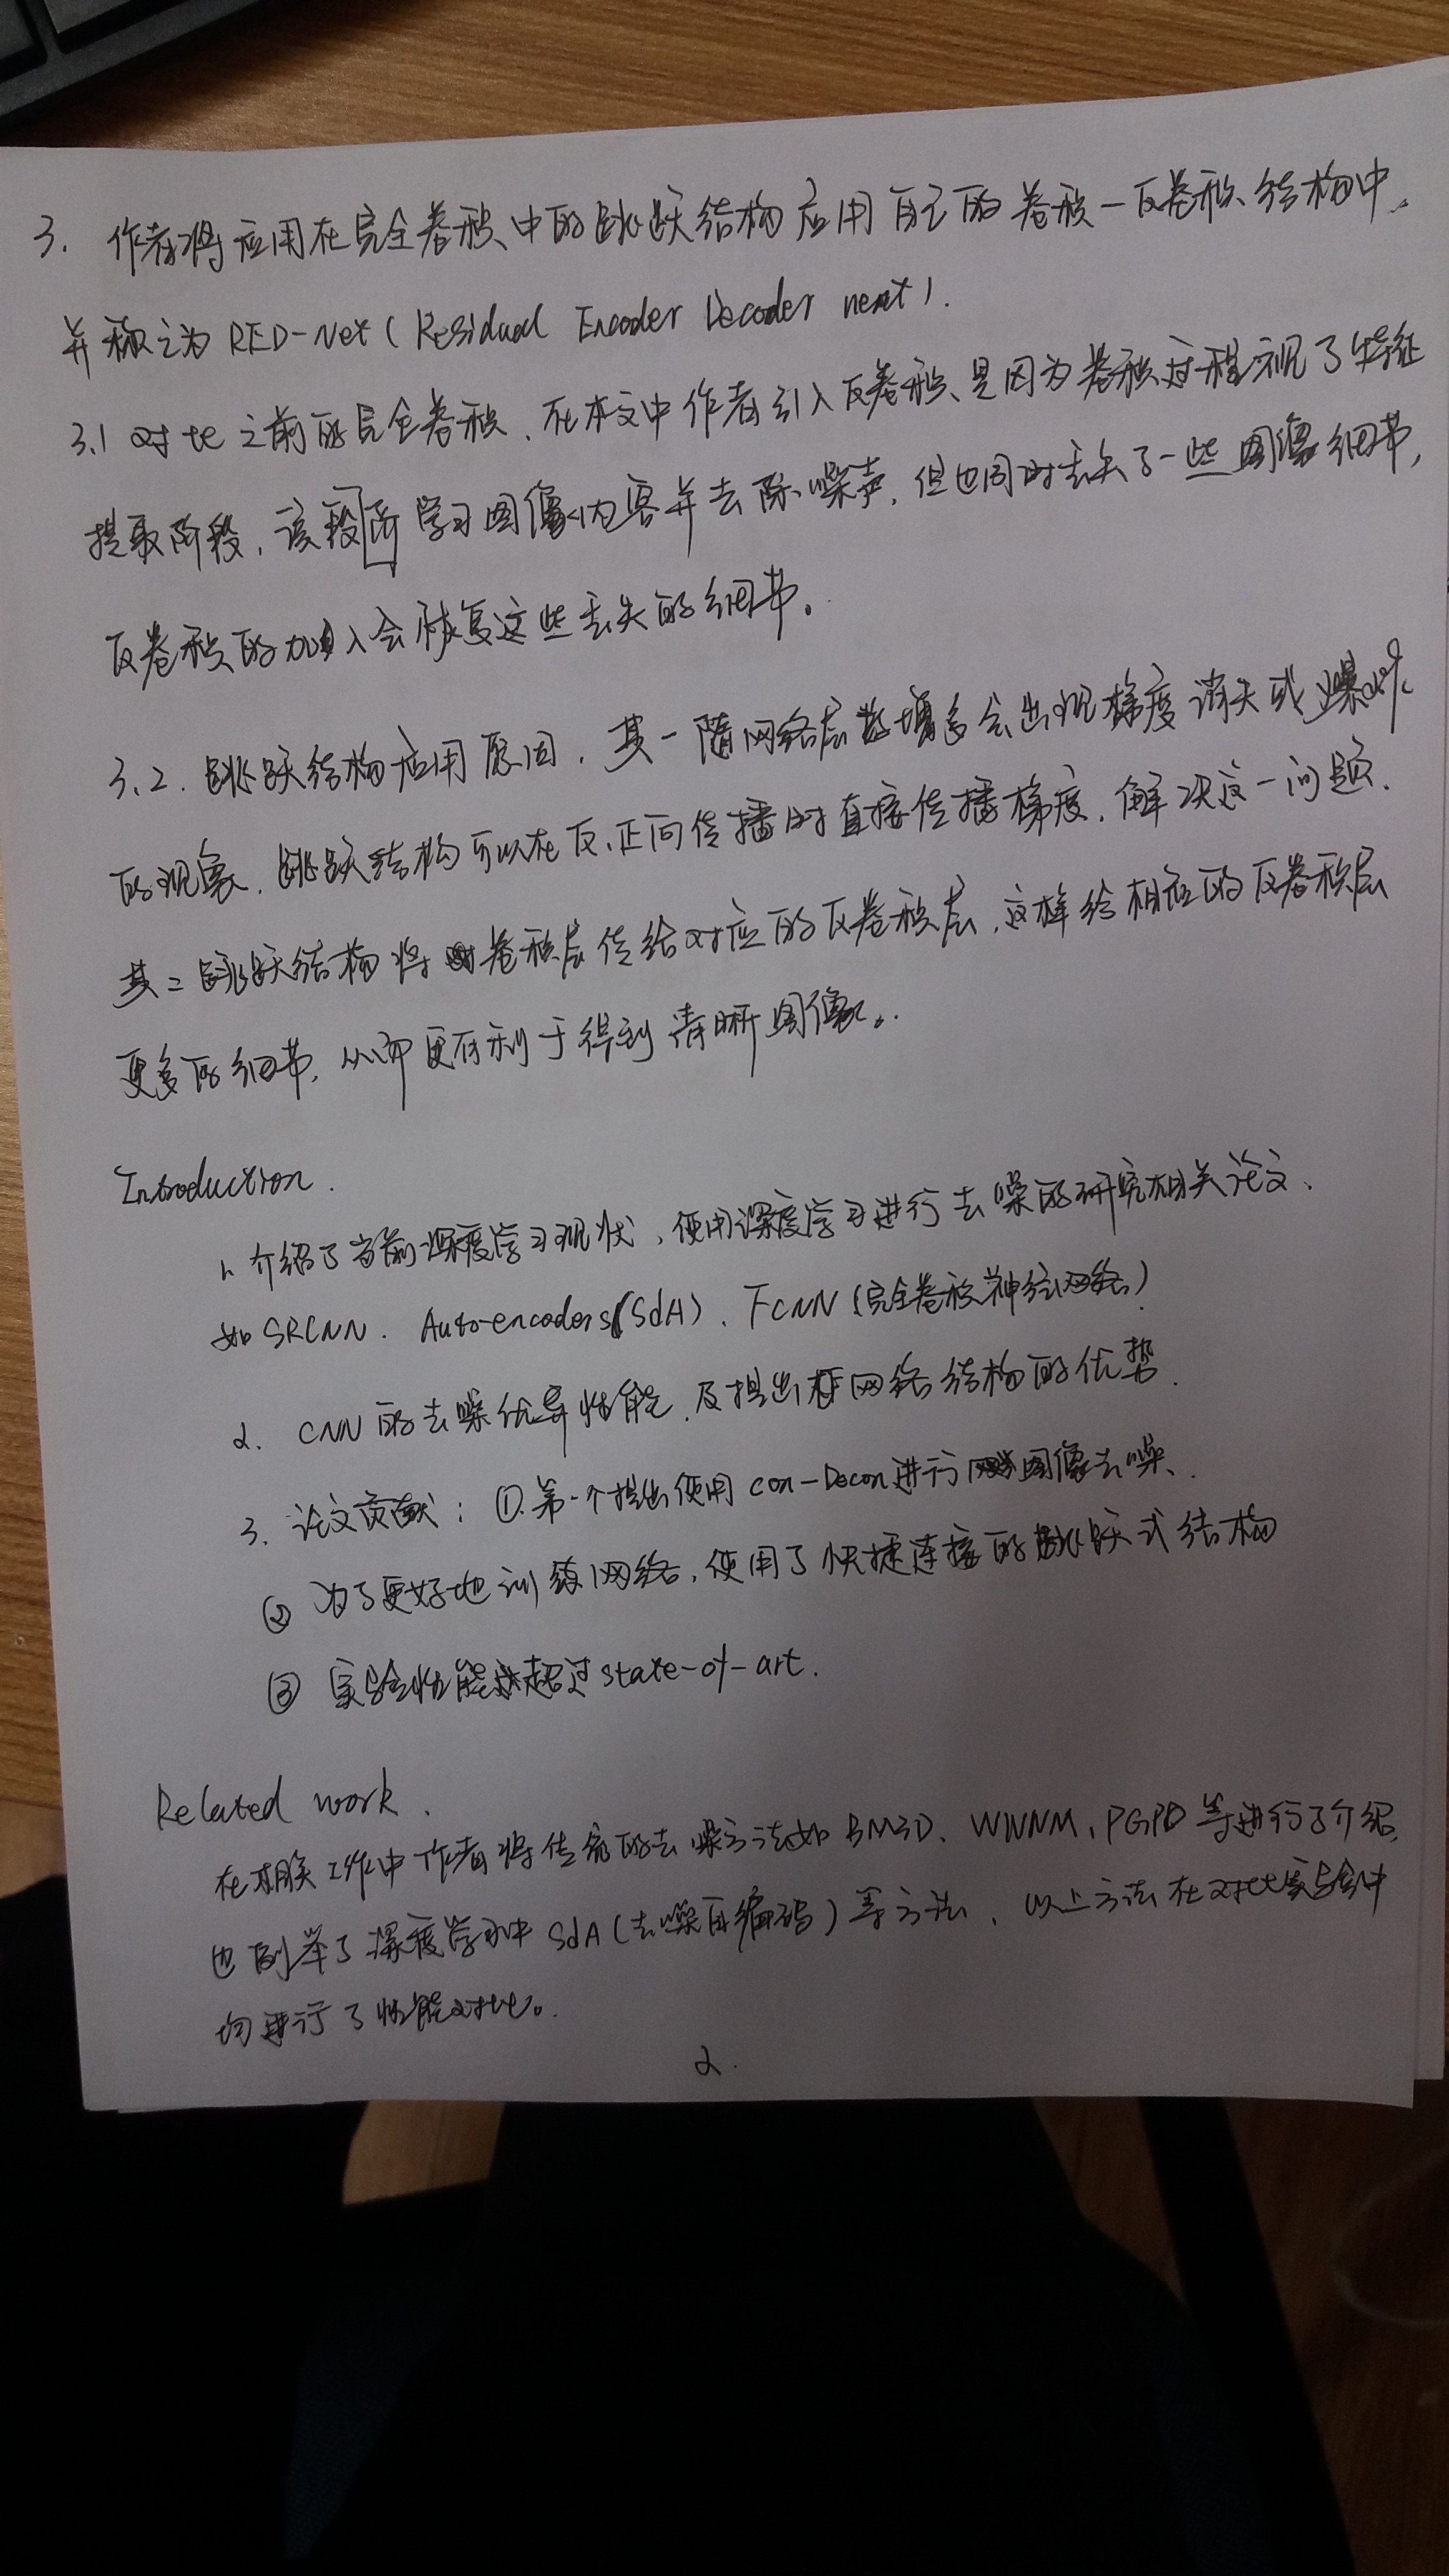 3. 作者将应用在完全卷积中的跳跃结构应用自己的卷积－反卷积结构中，
并称之为 RED-Net ( Residual Encoder Decoder
3.1 对比之前的完全卷积，在本文中作者引入反卷积、是因为卷积过程实现了特征
提取阶段，该阶段学习图像内容并去除噪声，但也同时丢失了一些图像细节，
反卷积的加入会恢复这些丢失的细节。
3.2. 跳跃结构应用原因，其一随网络层数增多会出现梯度消失或爆炸
的现象，跳跃结构可以在反、正向传播时直接传播梯度，解决这一问题.
其二跳跃结构将卷积层传给对应的反卷积层，这样给相应的反卷积层
更多的细节，从而更有利于得到清晰图像。
Introduction.
1. 介绍了当前深度学习现状，使用深度学习进行去噪的研究相关论文.
如 SRCNN. Auto-encoders(SdA)、FCNN (完全卷积神经网络)
2. CNN 的去噪优异性能，及提出框网络结构的优势.
3. 论文贡献：①.第一个提出使用 con-Decon进行图像去噪.
② 为了更好地训练网络，使用了快捷连接的跳跃式结构
③ 实验性能超过state-of-art.
Related work.
在相关工作中作者将传统的去噪方法如 BM3D、WNNM、PGPD 等进行了介绍.
也列举了深度学习中 SdA (去噪自编码) 等方法、以上方法在对比实验中
均进行了性能对比。
2.